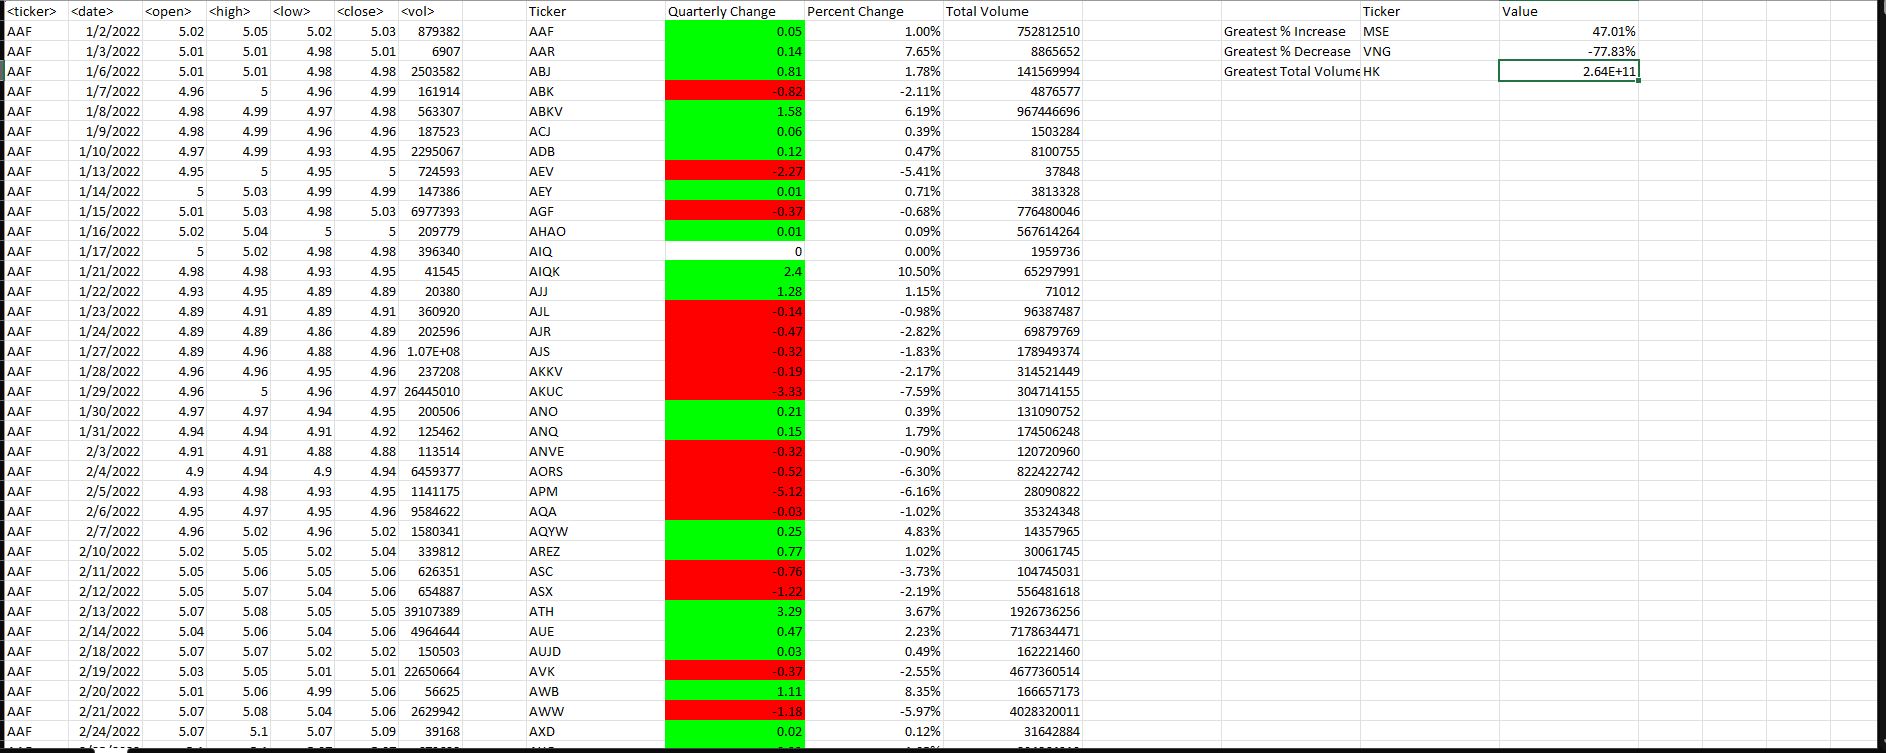 <ticker> <date> <open> <high> <low> <close> <vol> Ticker Quarterly Change Percent Change Total Volume Ticker Value
AAF 1/2/2022 5.02 5.05 5.02 5.03 879382 AAF 0.05 1.00% 752812510 Greatest % Increase MSE 47.01%
AAF 1/3/2022 5.01 5.01 4.98 5.01 6907 AAR 0.14 7.65% 8865652 Greatest % Decrease VNG -77.83%
AAF 1/6/2022 5.01 5.01 4.98 4.98 2503582 ABJ 0.81 1.78% 141569994 Greatest Total Volume HK 2.64E+11
AAF 1/7/2022 4.96 5 4.96 4.99 161914 ABK -0.82 -2.11% 4876577
AAF 1/8/2022 4.98 4.99 4.97 4.98 563307 ABKV 1.58 6.19% 967446696
AAF 1/9/2022 4.98 4.99 4.96 4.96 187523 ACJ 0.06 0.39% 1503284
AAF 1/10/2022 4.97 4.99 4.93 4.95 2295067 ADB 0.12 0.47% 8100755
AAF 1/13/2022 4.95 5 4.95 5 724593 AEV -2.27 -5.41% 37848
AAF 1/14/2022 5 5.03 4.99 4.99 147386 AEY 0.01 0.71% 3813328
AAF 1/15/2022 5.01 5.03 4.98 5.03 6977393 AGF -0.37 -0.68% 776480046
AAF 1/16/2022 5.02 5.04 5 5 209779 AHAO 0.01 0.09% 567614264
AAF 1/17/2022 5 5.02 4.98 4.98 396340 AIQ 0 0.00% 1959736
AAF 1/21/2022 4.98 4.98 4.93 4.95 41545 AIQK 2.4 10.50% 65297991
AAF 1/22/2022 4.93 4.95 4.89 4.89 20380 AJJ 1.28 1.15% 71012
AAF 1/23/2022 4.89 4.91 4.89 4.91 360920 AJL -0.14 -0.98% 96387487
AAF 1/24/2022 4.89 4.89 4.86 4.89 202596 AJR -0.47 -2.82% 69879769
AAF 1/27/2022 4.89 4.96 4.88 4.96 1.07E+08 AJS -0.32 -1.83% 178949374
AAF 1/28/2022 4.96 4.96 4.95 4.96 237208 AKKV -0.19 -2.17% 314521449
AAF 1/29/2022 4.96 5 4.96 4.97 26445010 AKUC -3.33 -7.59% 304714155
AAF 1/30/2022 4.97 4.97 4.94 4.95 200506 ANO 0.21 0.39% 131090752
AAF 1/31/2022 4.94 4.94 4.91 4.92 125462 ANQ 0.15 1.79% 174506248
AAF 2/3/2022 4.91 4.91 4.88 4.88 113514 ANVE -0.32 -0.90% 120720960
AAF 2/4/2022 4.9 4.94 4.9 4.94 6459377 AORS -0.52 -6.30% 822422742
AAF 2/5/2022 4.93 4.98 4.93 4.95 1141175 APM -5.12 -6.16% 28090822
AAF 2/6/2022 4.95 4.97 4.95 4.96 9584622 AQA -0.03 -1.02% 35324348
AAF 2/7/2022 4.96 5.02 4.96 5.02 1580341 AQYW 0.25 4.83% 14357965
AAF 2/10/2022 5.02 5.05 5.02 5.04 339812 AREZ 0.77 1.02% 30061745
AAF 2/11/2022 5.05 5.06 5.05 5.06 626351 ASC -0.76 -3.73% 104745031
AAF 2/12/2022 5.05 5.07 5.04 5.06 654887 ASX -1.22 -2.19% 556481618
AAF 2/13/2022 5.07 5.08 5.05 5.05 39107389 ATH 3.29 3.67% 1926736256
AAF 2/14/2022 5.04 5.06 5.04 5.06 4964644 AUE 0.47 2.23% 7178634471
AAF 2/18/2022 5.07 5.07 5.02 5.02 150503 AUJD 0.03 0.49% 162221460
AAF 2/19/2022 5.03 5.05 5.01 5.01 22650664 AVK -0.37 -2.55% 4677360514
AAF 2/20/2022 5.01 5.06 4.99 5.06 56625 AWB 1.11 8.35% 166657173
AAF 2/21/2022 5.07 5.08 5.04 5.06 2629942 AWW -1.18 -5.97% 4028320011
AAF 2/24/2022 5.07 5.1 5.07 5.09 39168 AXD 0.02 0.12% 31642884